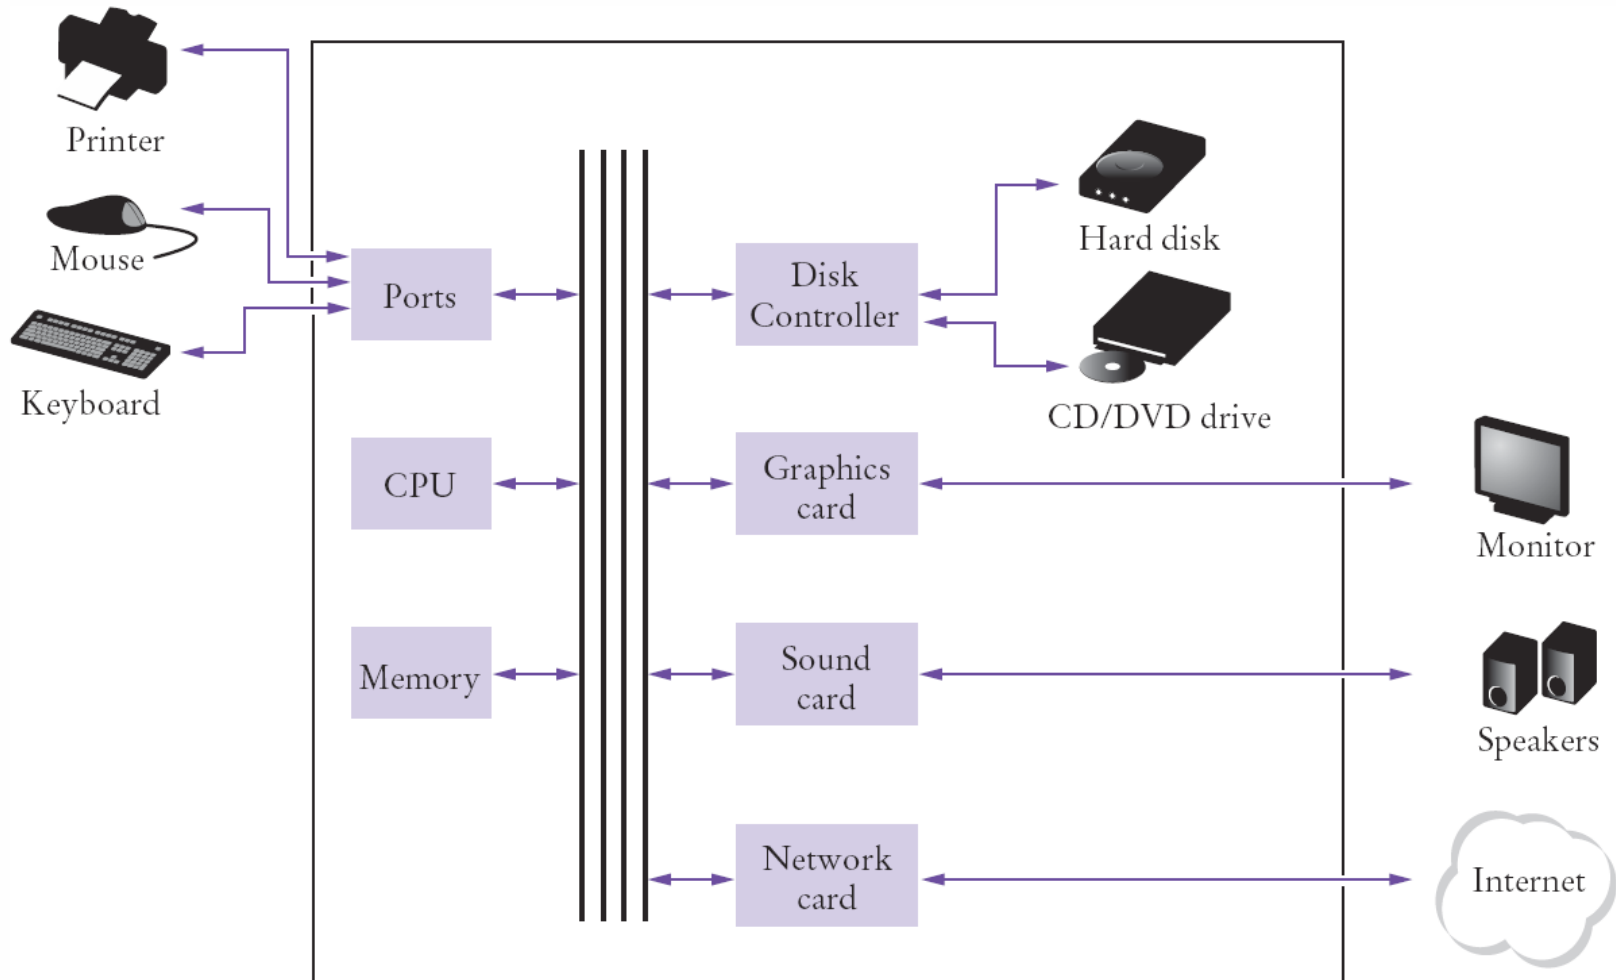 Printer
Mouse
Keyboard
Ports
CPU
Memory
Disk
Controller
Graphics
card
Sound
card
Network
card
Hard disk
CD/DVD drive
Monitor
Speakers
Internet